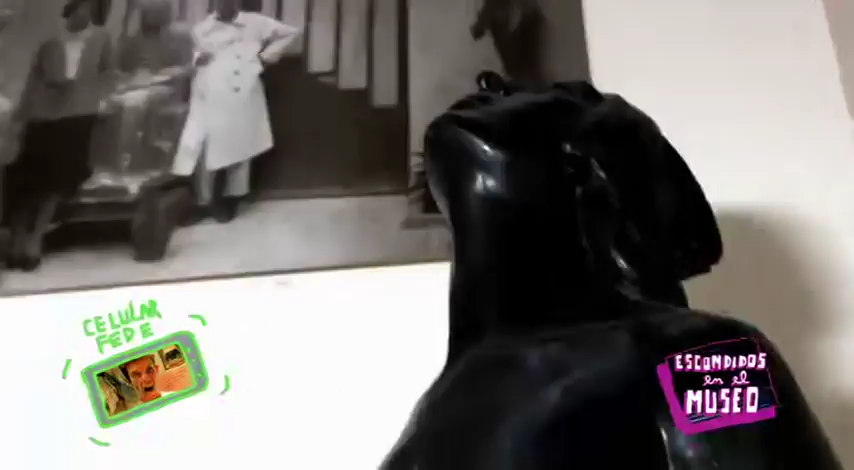 CELULAR
FEDE
ESCONDIDOS
en el
MUSEO